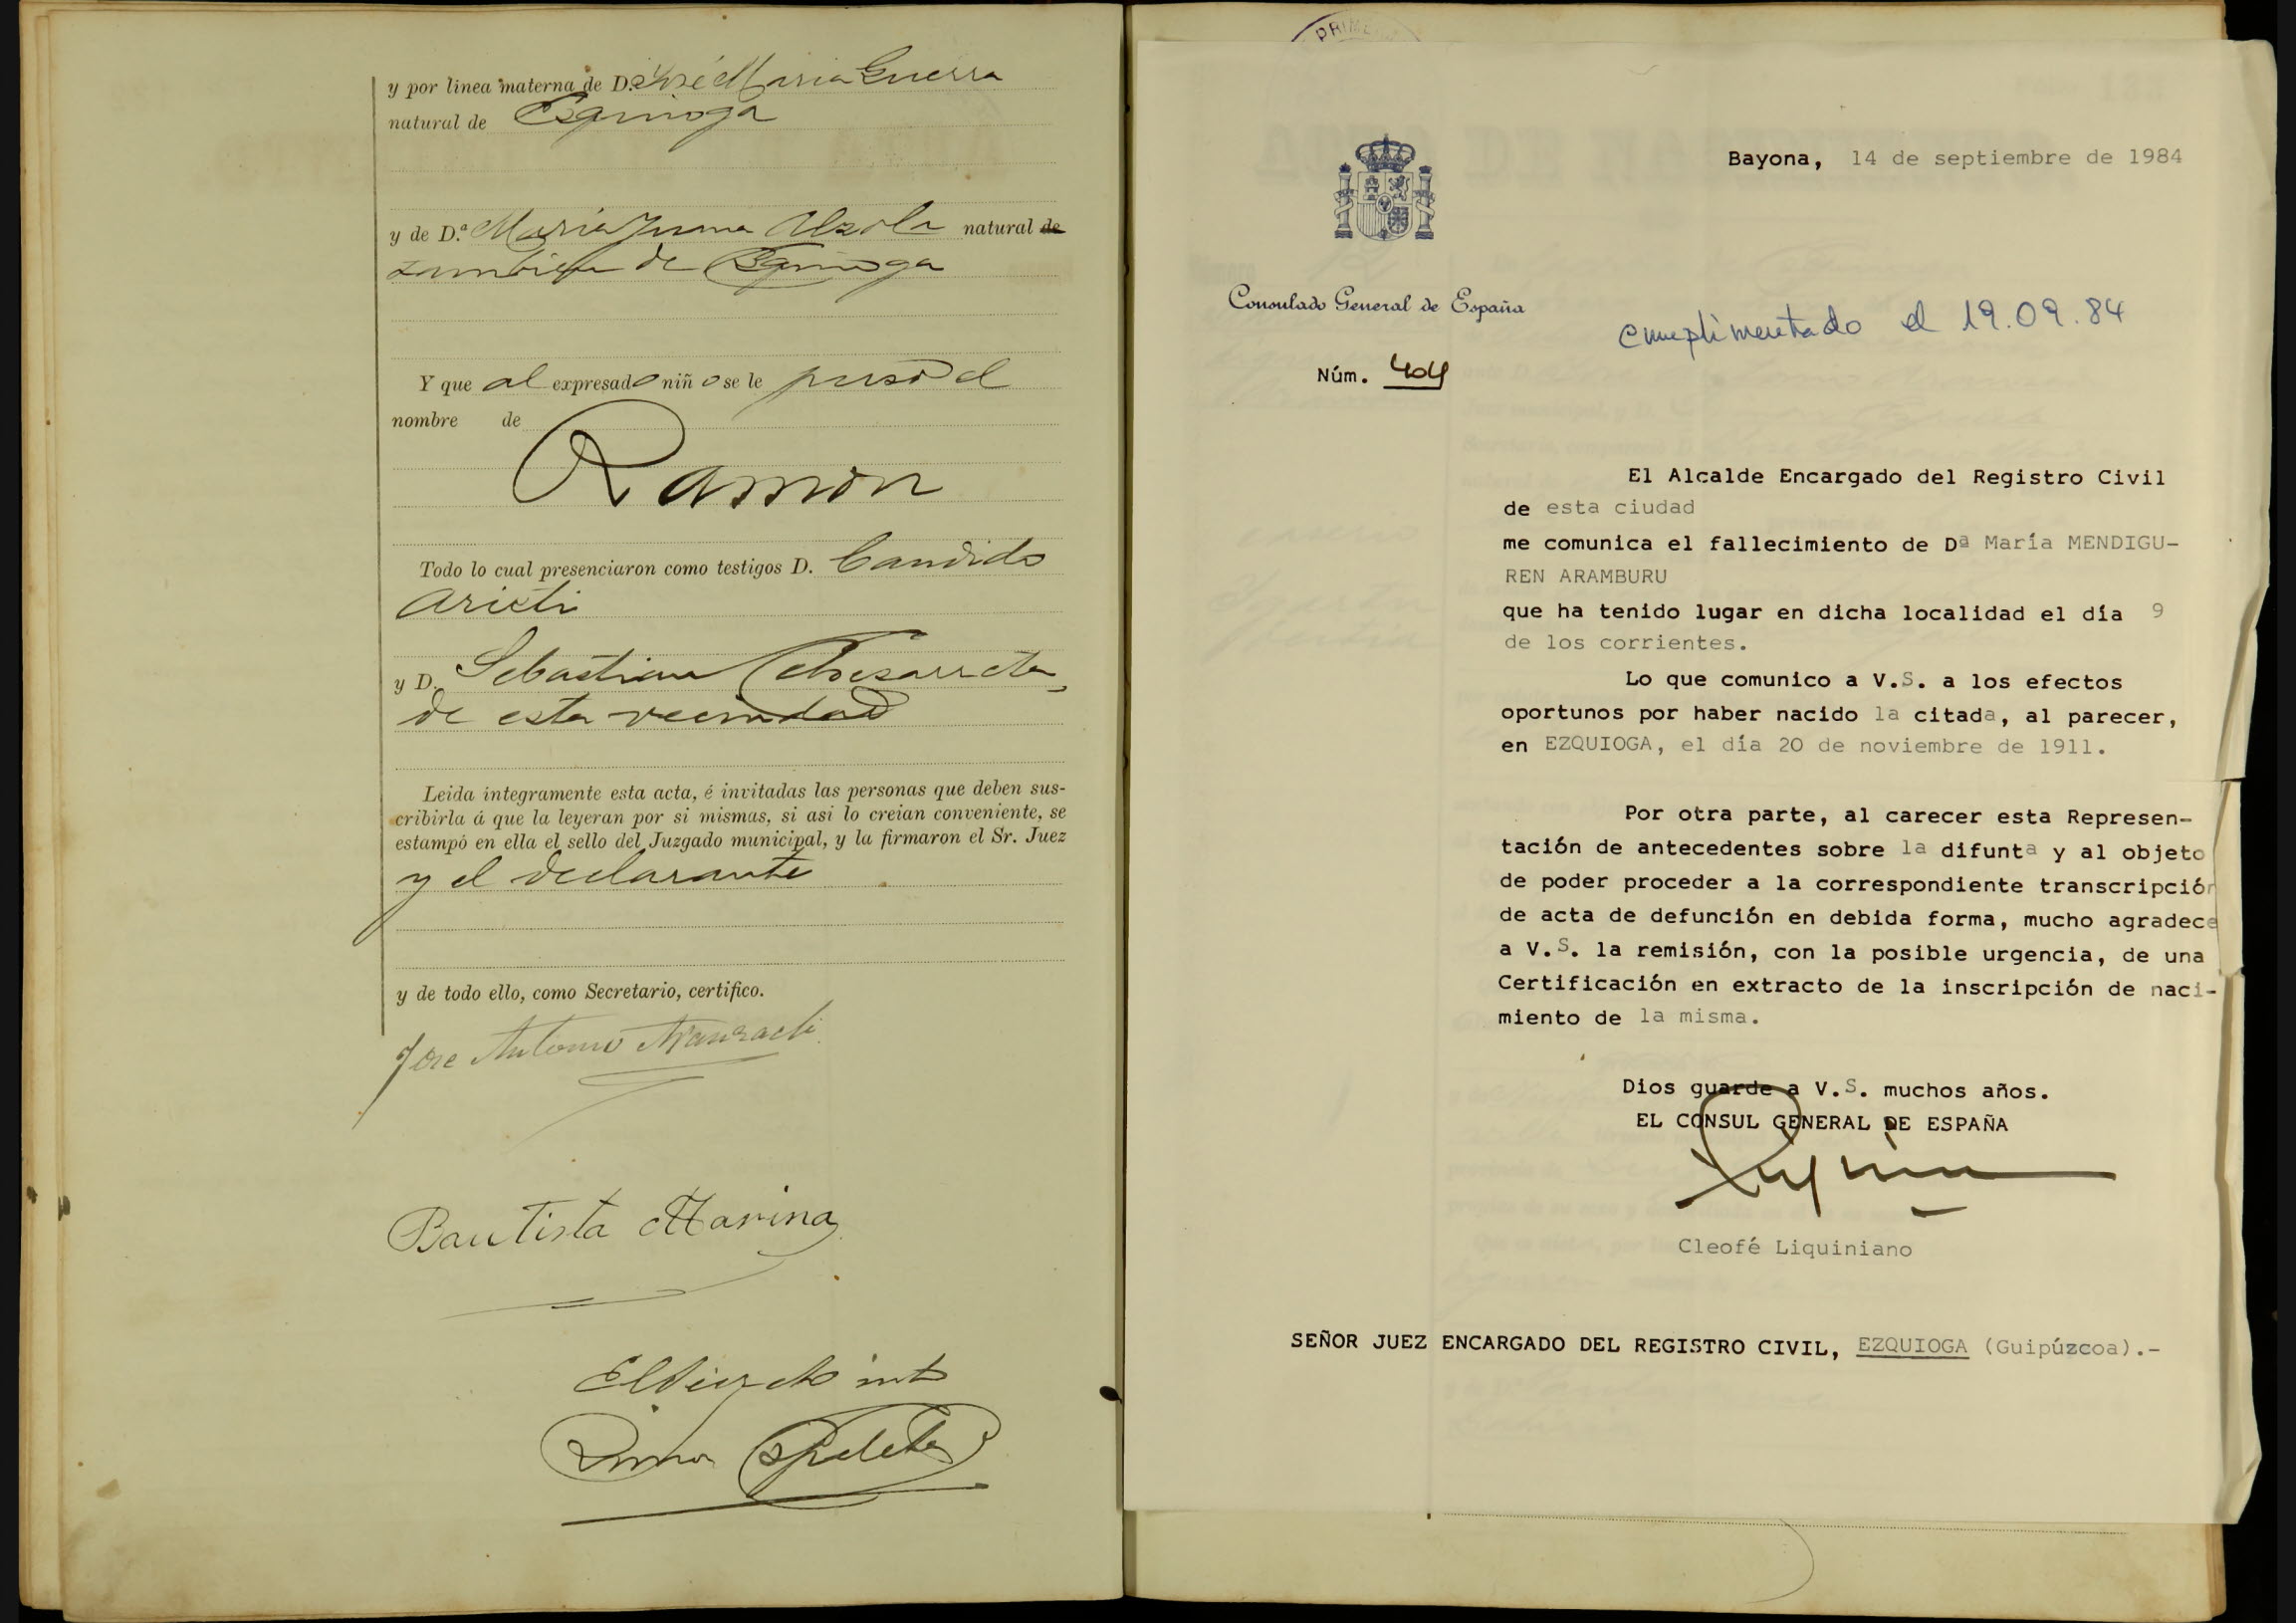 y por linea materna de D. José Maria Guerra
natural de Ezquioga
y de D.ª Maria Juana Alzola natural de
tambien de Ezquioga
Y que al expresado niño se le puso el
nombre de
Ramón
Todo lo cual presenciaron como testigos D. Candido
Aristi
y D. Sebastian Echezarreta,
de esta vecindad
Leida integramente esta acta, é invitadas las personas que deben sus-
cribirla á que la leyeran por si mismas, si asi lo creian conveniente, se
estampó en ella el sello del Juzgado municipal, y la firmaron el Sr. Juez
y el declarante
y de todo ello, como Secretario, certifico.
Jose Antonio
Bautista Marina
PRIME
Bayona, 14 de septiembre de 1984
Consulado General de España
cumplimentado el 19.09.84
Núm. 404
El Alcalde Encargado del Registro Civil
de esta ciudad
me comunica el fallecimiento de Dª María MENDIGU-
REN ARAMBURU
que ha tenido lugar en dicha localidad el día 9
de los corrientes.
Lo que comunico a V.S. a los efectos
oportunos por haber nacido la citada, al parecer,
en EZQUIOGA, el día 20 de noviembre de 1911.
Por otra parte, al carecer esta Represen-
tación de antecedentes sobre la difunta y al objeto
de poder proceder a la correspondiente transcripción
de acta de defunción en debida forma, mucho agradece
a V.S. la remisión, con la posible urgencia, de una
Certificación en extracto de la inscripción de naci-
miento de la misma.
Dios guarde a V.S. muchos años.
EL CONSUL GENERAL DE ESPAÑA
Cleofé Liquiniano
SEÑOR JUEZ ENCARGADO DEL REGISTRO CIVIL, EZQUIOGA (Guipúzcoa).-